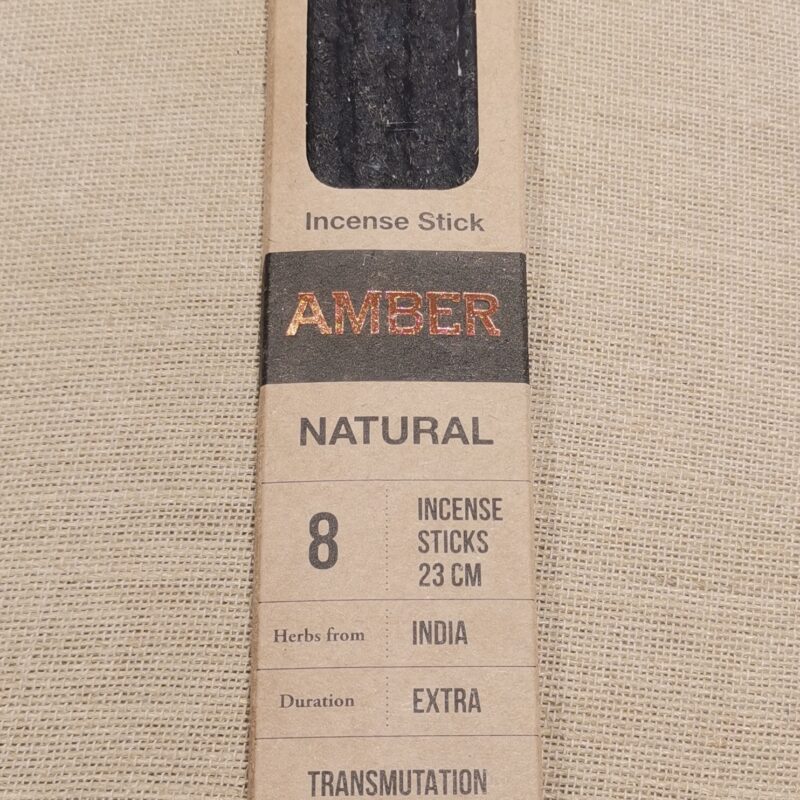 Incense Stick
AMBER
NATURAL
8
INCENSE
STICKS
23 CM
Herbs from
INDIA
Duration
EXTRA
TRANSMUTATION